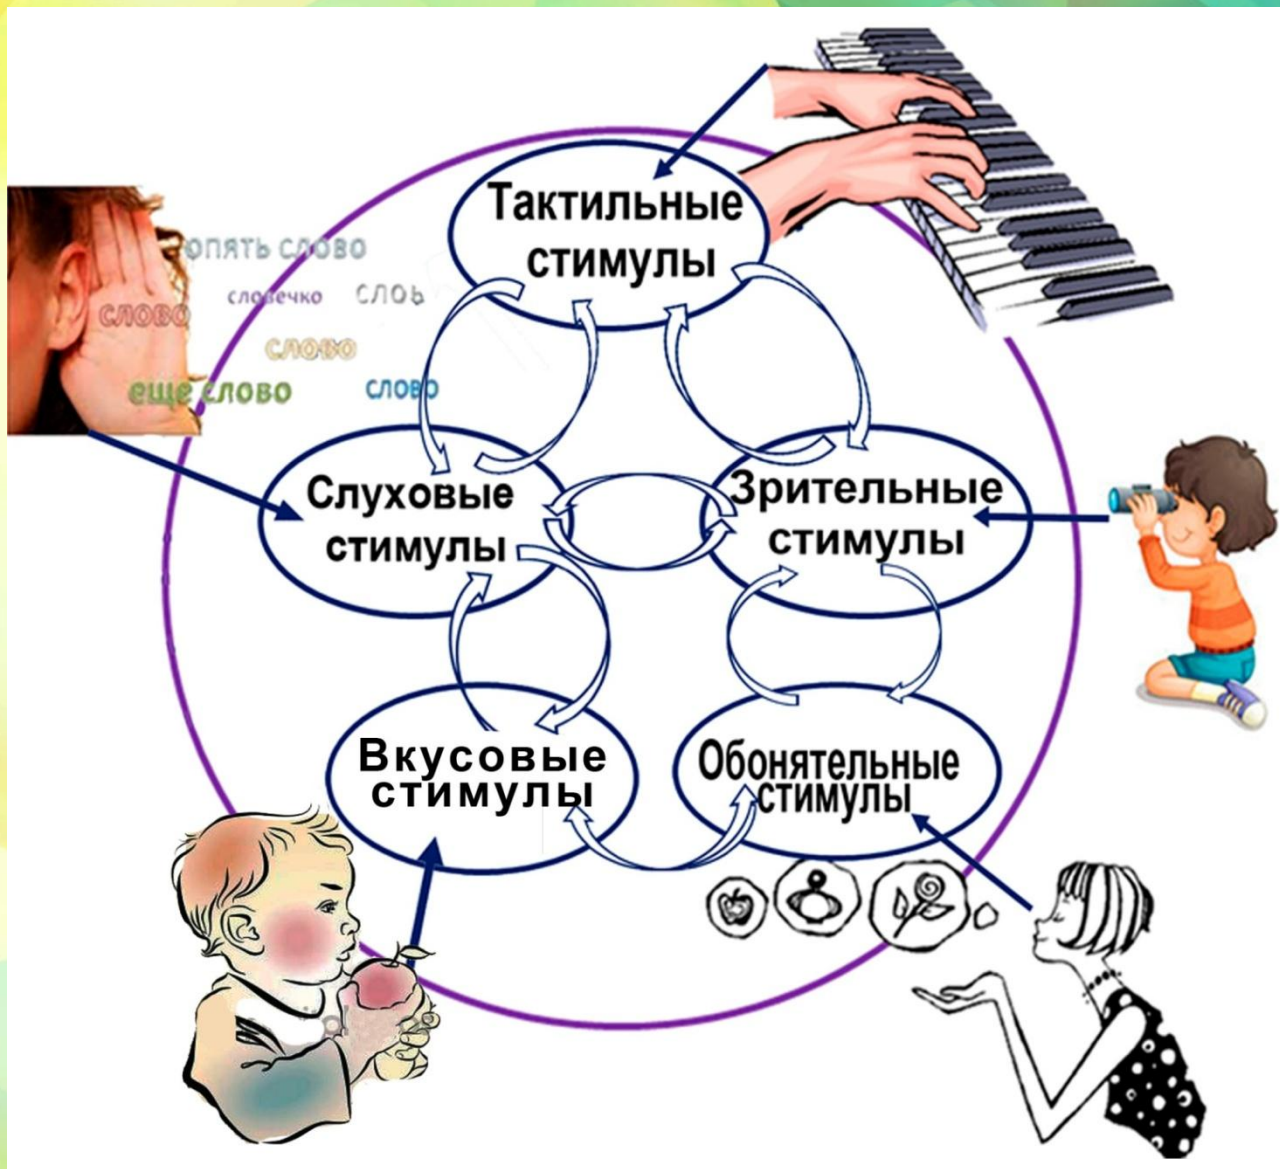 Тактильные
стимулы
опять слово
словечко
слов
слово
слово
еще слово
слово
Слуховые
стимулы
Зрительные
стимулы
Вкусовые
стимулы
Обонятельные
стимулы